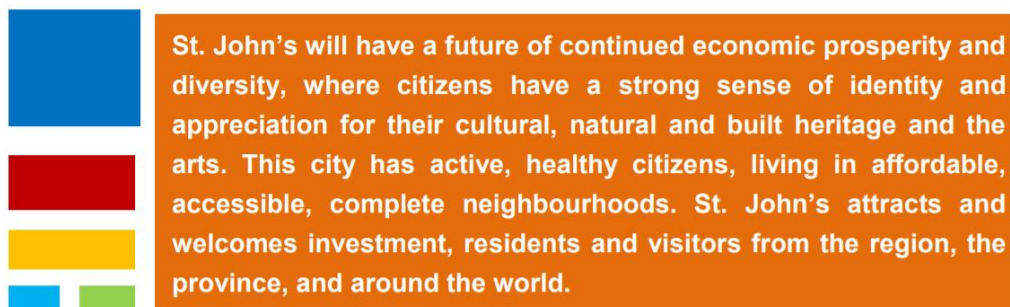 St. John’s will have a future of continued economic prosperity and
diversity, where citizens have a strong sense of identity and
appreciation for their cultural, natural and built heritage and the
arts. This city has active, healthy citizens, living in affordable,
accessible, complete neighbourhoods. St. John’s attracts and
welcomes investment, residents and visitors from the region, the
province, and around the world.